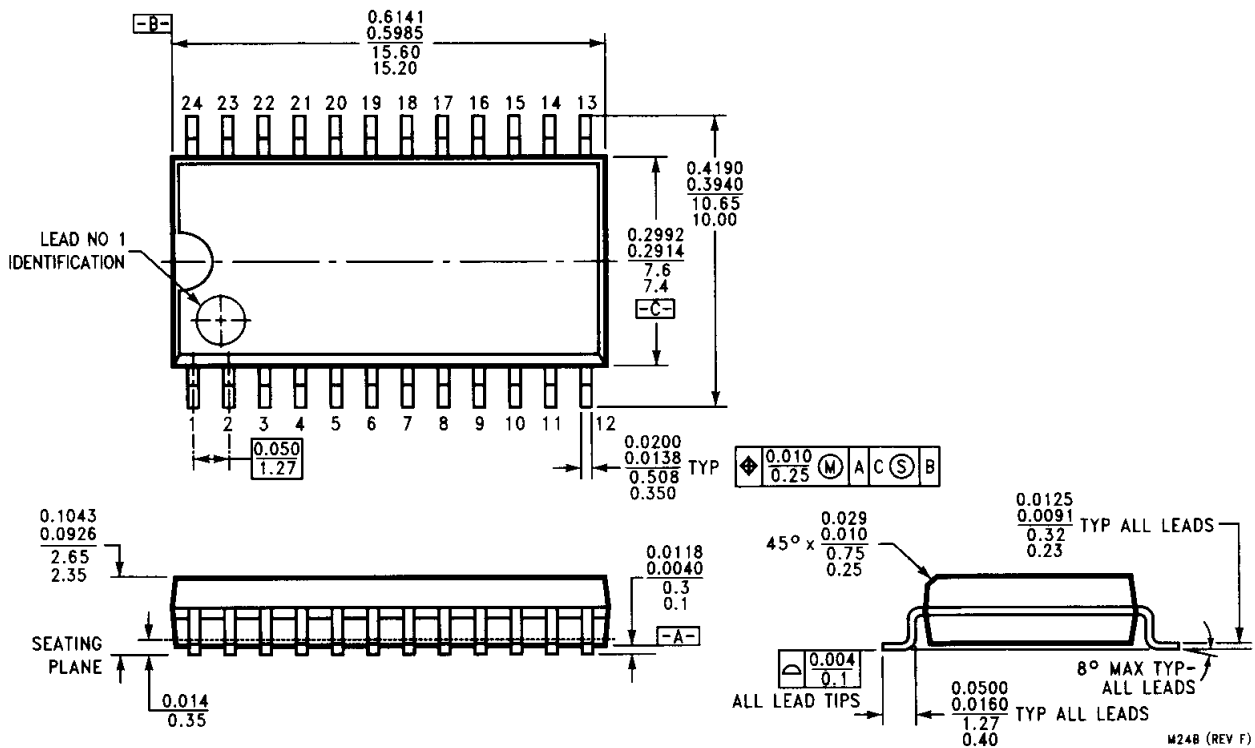 -B-
0.6141
0.5985
15.60
15.20
24 23 22 21 20 19 18 17 16 15 14 13
0.4190
0.3940
10.65
10.00
LEAD NO 1
IDENTIFICATION
0.2992
0.2914
7.6
7.4
-C-
1 2 3 4 5 6 7 8 9 10 11 12
0.050
1.27
0.0200
0.0138
0.508
0.350
TYP
0.010
0.25
M A C S B
0.1043
0.0926
2.65
2.35
0.0118
0.0040
0.3
0.1
-A-
SEATING
PLANE
0.014
0.35
45° x
0.029
0.010
0.75
0.25
0.0125
0.0091
0.32
0.23
TYP ALL LEADS
0.004
0.1
ALL LEAD TIPS
0.0500
0.0160
1.27
0.40
TYP ALL LEADS
8° MAX TYP-
ALL LEADS
M24B (REV F)